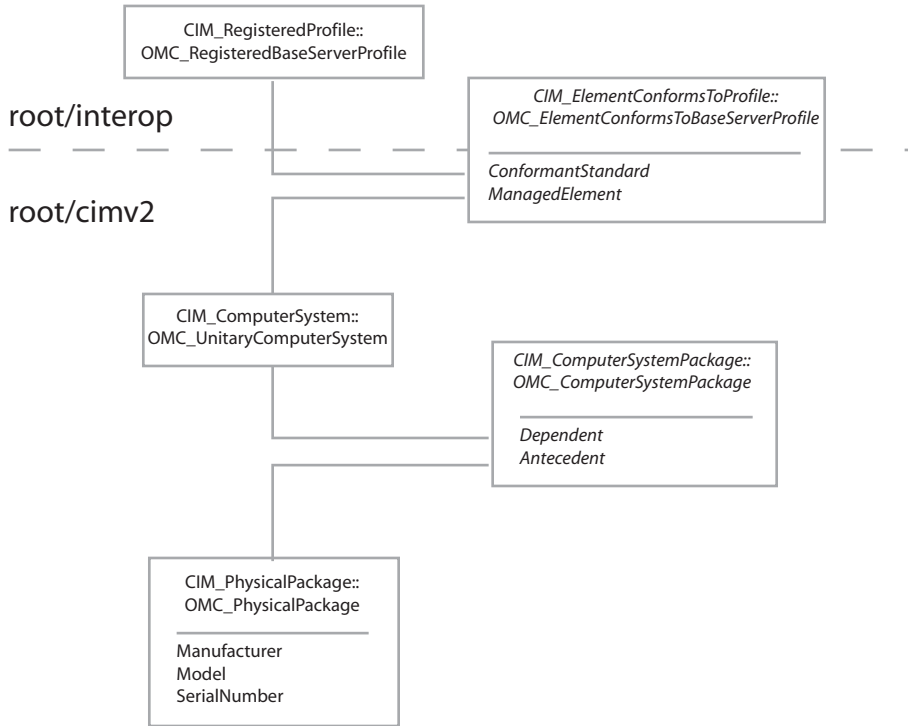 CIM_RegisteredProfile::
OMC_RegisteredBaseServerProfile
CIM_ElementConformsToProfile::
OMC_ElementConformsToBaseServerProfile
root/interop
ConformantStandard
ManagedElement
root/cimv2
CIM_ComputerSystem::
OMC_UnitaryComputerSystem
CIM_ComputerSystemPackage::
OMC_ComputerSystemPackage
Dependent
Antecedent
CIM_PhysicalPackage::
OMC_PhysicalPackage
Manufacturer
Model
SerialNumber